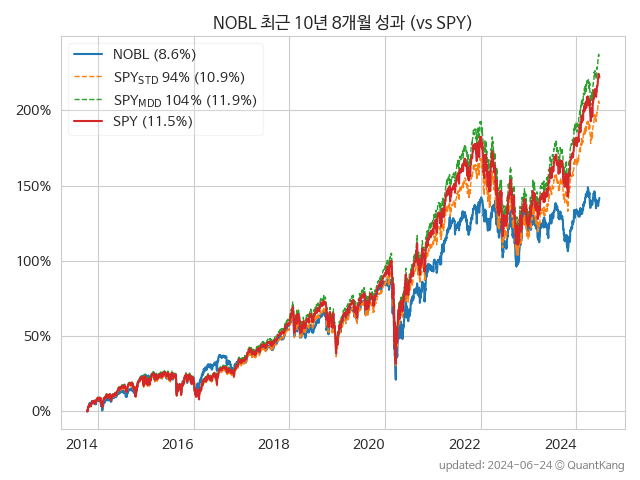 NOBL 최근 10년 8개월 성과 (vs SPY)
NOBL (8.6%)
SPY_STD 94% (10.9%)
SPY_MDD 104% (11.9%)
SPY (11.5%)
200%
150%
100%
50%
0%
2014 2016 2018 2020 2022 2024
updated: 2024-06-24 © QuantKang